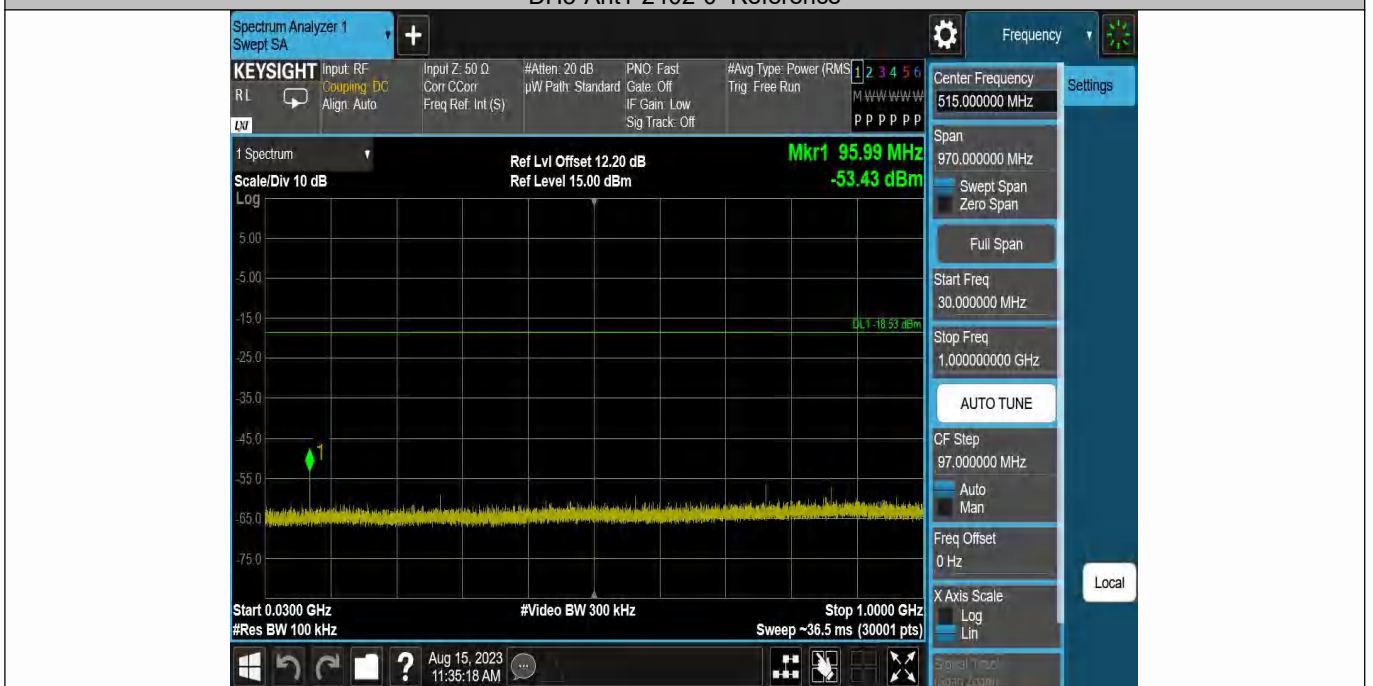 Spectrum Analyzer 1
Swept SA
+
Frequency
KEYSIGHT
RL
LXI
Input: RF
Coupling: DC
Align: Auto
Input Z: 50 Ω
Corr CCorr
Freq Ref: Int (S)
#Atten: 20 dB
µW Path: Standard
PNO: Fast
Gate: Off
IF Gain: Low
Sig Track: Off
#Avg Type: Power (RMS
Trig: Free Run
1 2 3 4 5 6
M W W W W W
P P P P P P
1 Spectrum
Scale/Div 10 dB
Log
Ref Lvl Offset 12.20 dB
Ref Level 15.00 dBm
Mkr1 95.99 MHz
-53.43 dBm
5.00
-5.00
-15.0
DL1 -18.53 dBm
-25.0
-35.0
-45.0
1
-55.0
-65.0
-75.0
Start 0.0300 GHz
#Res BW 100 kHz
#Video BW 300 kHz
Stop 1.0000 GHz
Sweep ~36.5 ms (30001 pts)
Center Frequency
515.000000 MHz
Settings
Span
970.000000 MHz
Swept Span
Zero Span
Full Span
Start Freq
30.000000 MHz
Stop Freq
1.000000000 GHz
AUTO TUNE
CF Step
97.000000 MHz
Auto
Man
Freq Offset
0 Hz
Local
X Axis Scale
Log
Lin
Signal Track
?
Aug 15, 2023
11:35:18 AM